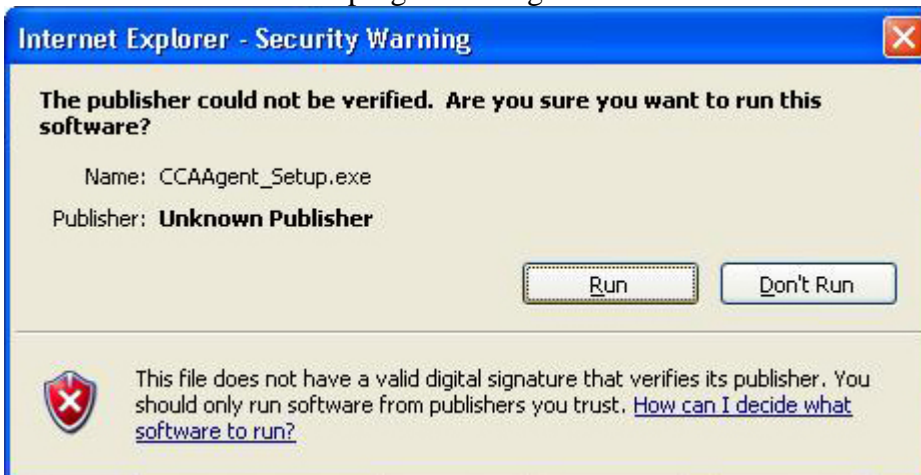 Internet Explorer - Security Warning
The publisher could not be verified.  Are you sure you want to run this
software?
Name: CCAAgent_Setup.exe
Publisher: Unknown Publisher
Run
Don't Run
This file does not have a valid digital signature that verifies its publisher. You
should only run software from publishers you trust. How can I decide what
software to run?